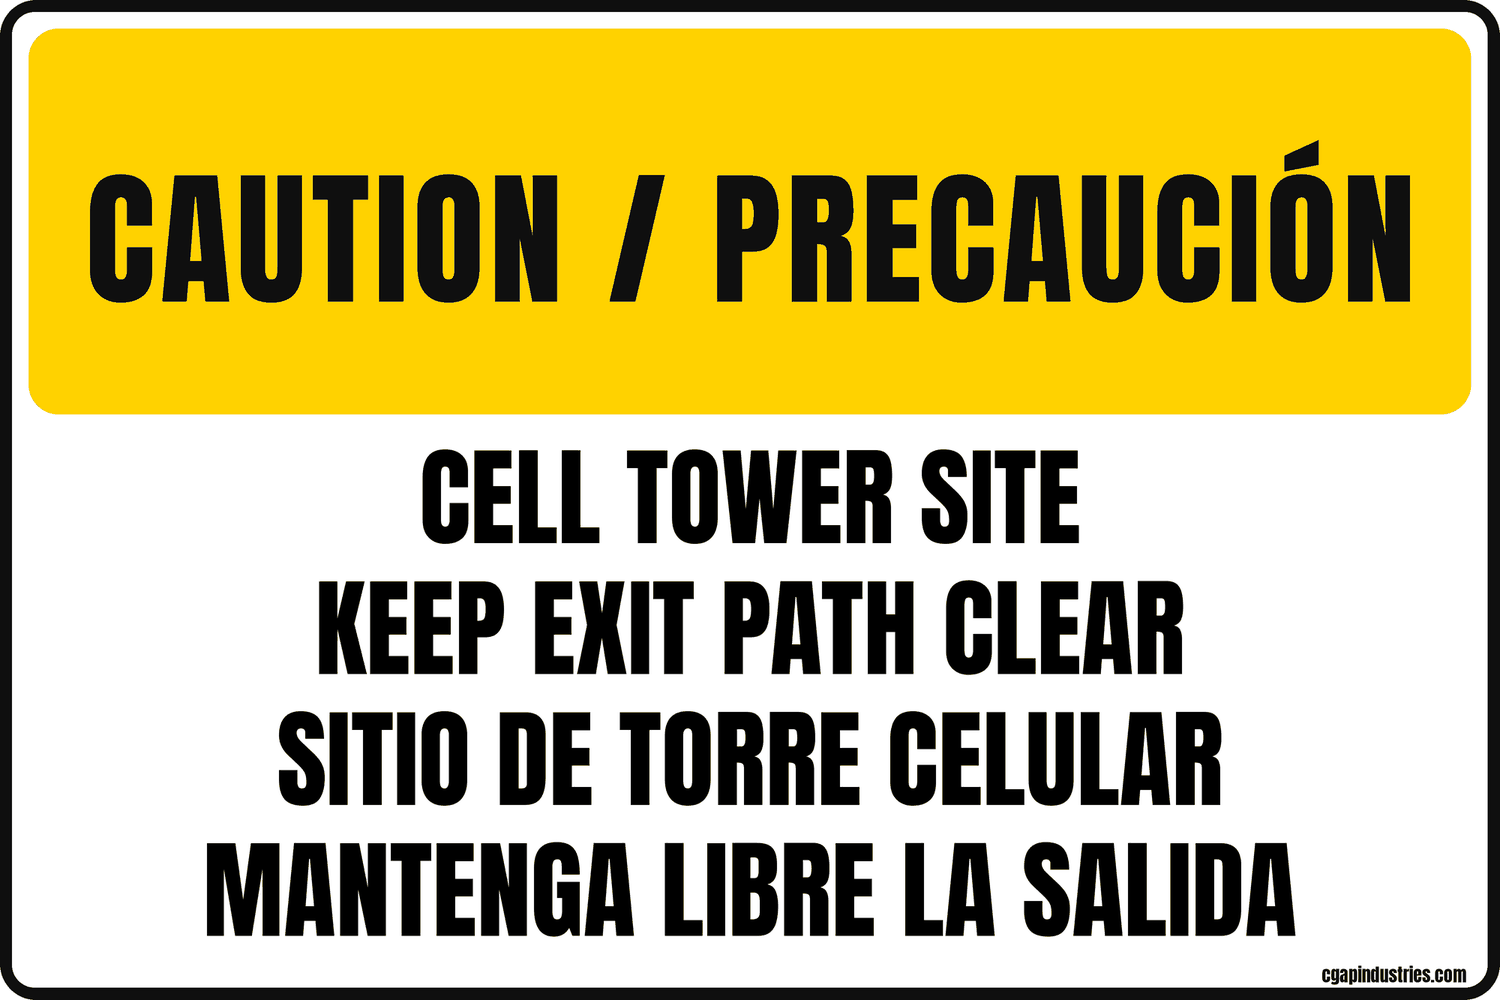 CAUTION / PRECAUCIÓN
CELL TOWER SITE
KEEP EXIT PATH CLEAR
SITIO DE TORRE CELULAR
MANTENGA LIBRE LA SALIDA
cgapindustries.com